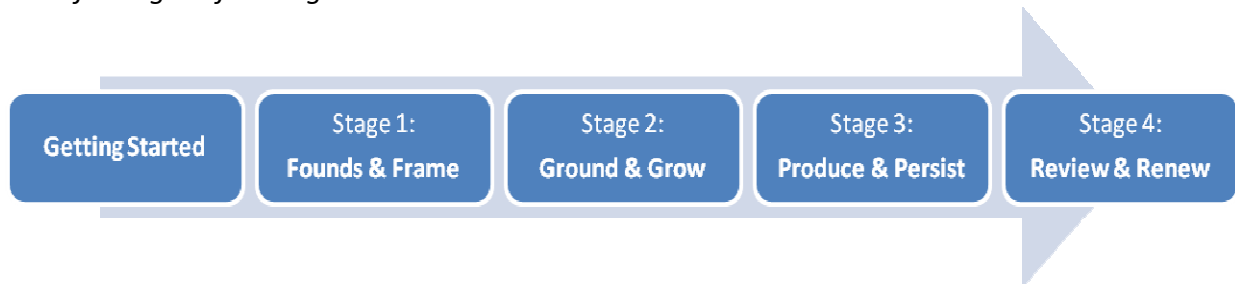 Getting Started
Stage 1:
Founds & Frame
Stage 2:
Ground & Grow
Stage 3:
Produce & Persist
Stage 4:
Review & Renew